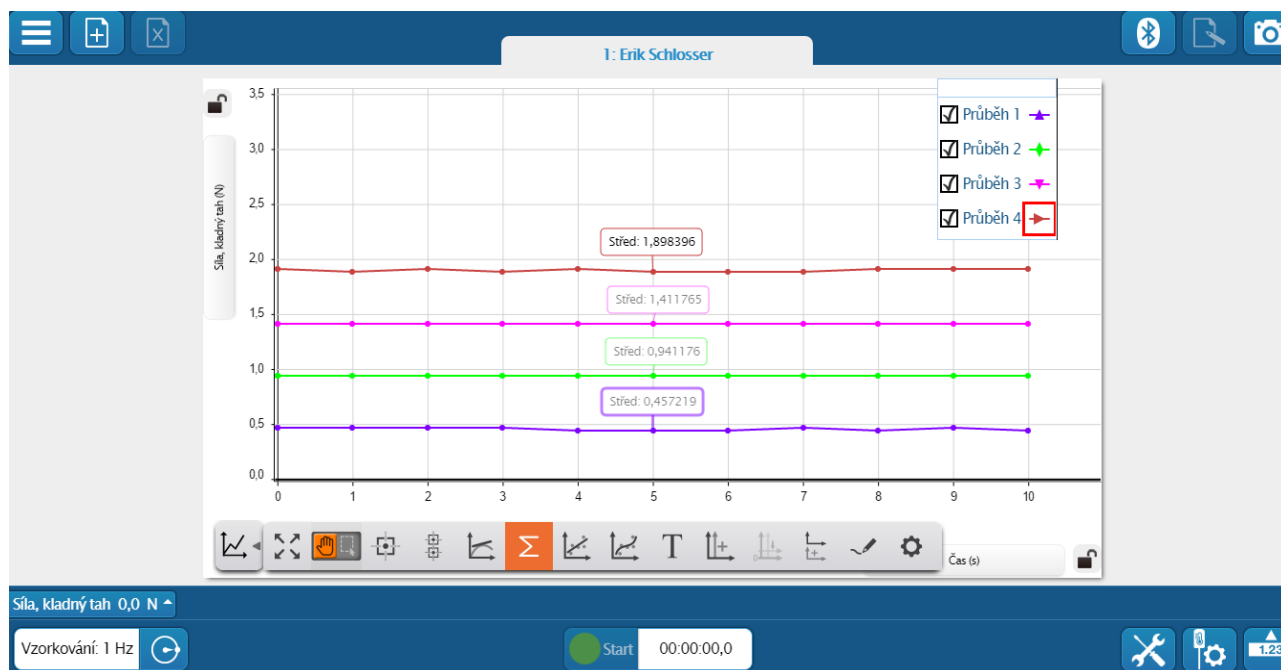 1: Erik Schlosser
3,5
3,0
2,5
2,0
1,5
1,0
0,5
0,0
Síla, kladný tah (N)
Průběh 1
Průběh 2
Průběh 3
Průběh 4
Střed: 1,898396
Střed: 1,411765
Střed: 0,941176
Střed: 0,457219
0 1 2 3 4 5 6 7 8 9 10
Σ T
Čas (s)
Síla, kladný tah 0,0 N
Vzorkování: 1 Hz
Start 00:00:00,0
1.23